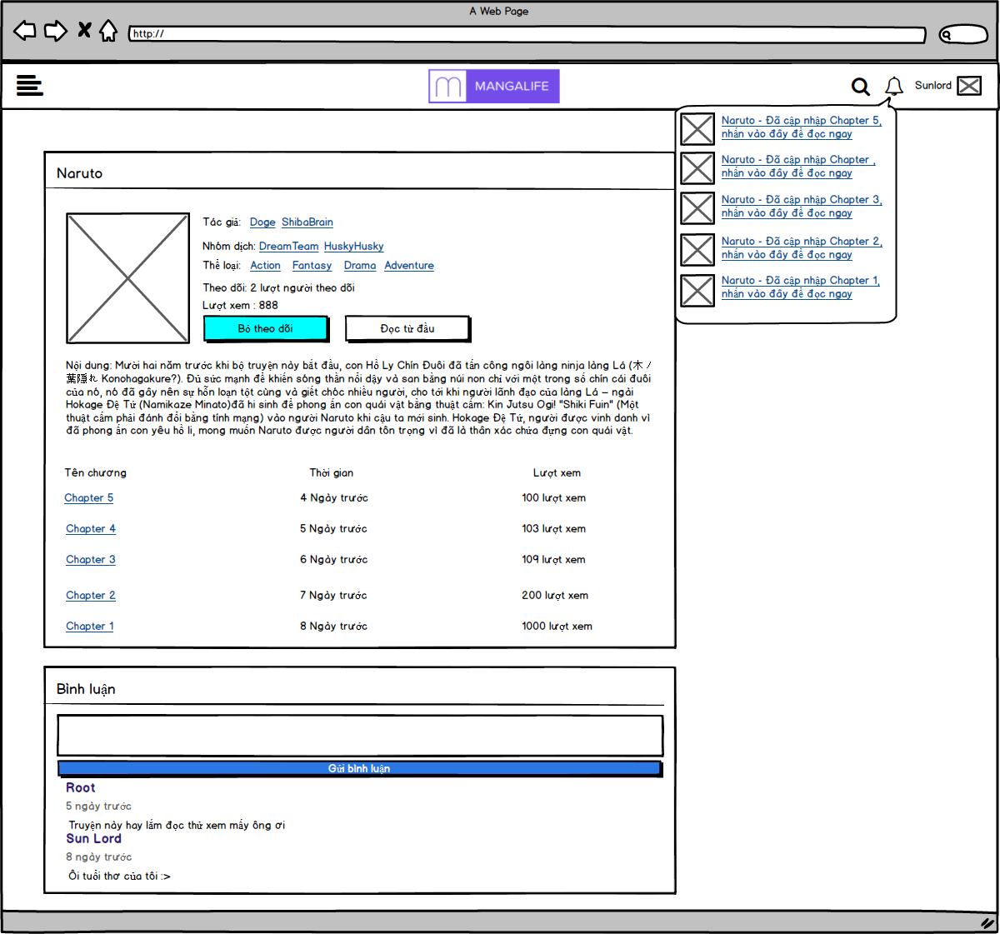 A Web Page
http://
MANGALIFE
Sunlord
Naruto - Đã cập nhập Chapter 5,
nhấn vào đây để đọc ngay
Naruto - Đã cập nhập Chapter ,
nhấn vào đây để đọc ngay
Naruto - Đã cập nhập Chapter 3,
nhấn vào đây để đọc ngay
Naruto - Đã cập nhập Chapter 2,
nhấn vào đây để đọc ngay
Naruto - Đã cập nhập Chapter 1,
nhấn vào đây để đọc ngay
Naruto
Tác giả: Doge ShibaBrain
Nhóm dịch: DreamTeam HuskyHusky
Thể loại: Action Fantasy Drama Adventure
Theo dõi: 2 lượt người theo dõi
Lượt xem : 888
Bỏ theo dõi Đọc từ đầu
Nội dung: Mười hai năm trước khi bộ truyện này bắt đầu, con Hồ Ly Chín Đuôi đã tấn công ngôi làng ninja làng Lá (木ノ
葉隠れ Konohagakure?). Đủ sức mạnh để khiến sóng thần nổi dậy và san bằng núi non chỉ với một trong số chín cái đuôi
của nó, nó đã gây nên sự hỗn loạn tột cùng và giết chóc nhiều người, cho tới khi người lãnh đạo của làng Lá – ngài
Hokage Đệ Tứ (Namikaze Minato)đã hi sinh để phong ấn con quái vật bằng thuật cấm: Kin Jutsu Ogi! "Shiki Fuin" (Một
thuật cấm phải đánh đổi bằng tính mạng) vào người Naruto khi cậu ta mới sinh. Hokage Đệ Tứ, người được vinh danh vì
đã phong ấn con yêu hồ li, mong muốn Naruto được người dân tôn trọng vì đã là thân xác chứa đựng con quái vật.
Tên chương Thời gian Lượt xem
Chapter 5 4 Ngày trước 100 lượt xem
Chapter 4 5 Ngày trước 103 lượt xem
Chapter 3 6 Ngày trước 109 lượt xem
Chapter 2 7 Ngày trước 200 lượt xem
Chapter 1 8 Ngày trước 1000 lượt xem
Bình luận
Gửi bình luận
Root
5 ngày trước
Truyện này hay lắm đọc thử xem mấy ông ơi
Sun Lord
8 ngày trước
Ôi tuổi thơ của tôi :>